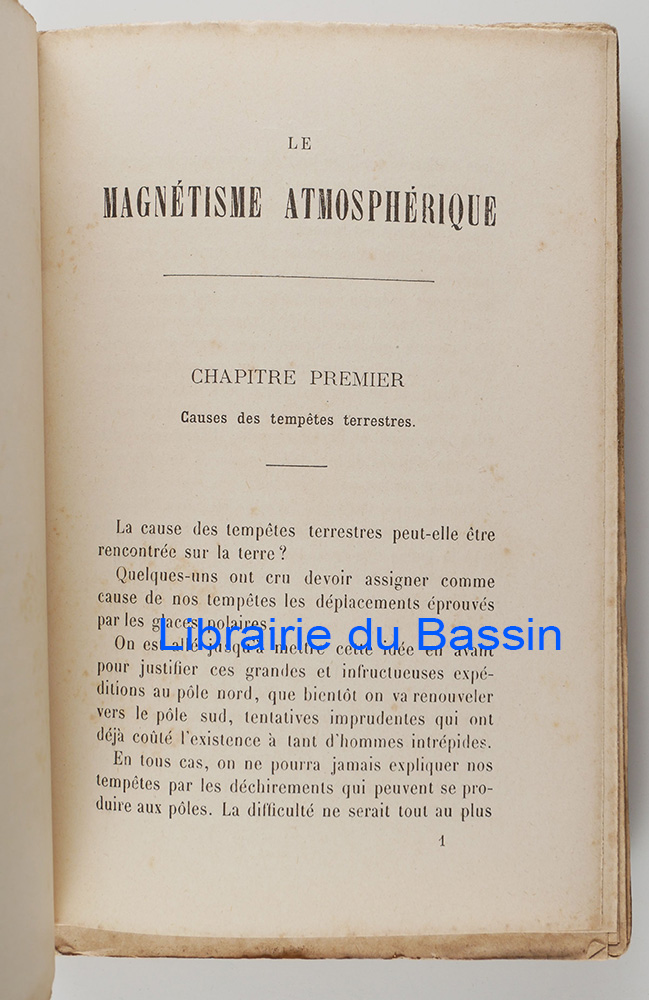 LE
MAGNÉTISME ATMOSPHÉRIQUE
CHAPITRE PREMIER
Causes des tempêtes terrestres.
La cause des tempêtes terrestres peut-elle être
rencontrée sur la terre ?
Quelques-uns ont cru devoir assigner comme
cause de nos tempêtes les déplacements éprouvés
par les glaces polaires.
Librairie du Bassin
On est allé jusqu'à mettre cette idée en avant
pour justifier ces grandes et infructueuses expé-
ditions au pôle nord, que bientôt on va renouveler
vers le pôle sud, tentatives imprudentes qui ont
déjà coûté l'existence à tant d'hommes intrépides.
En tous cas, on ne pourra jamais expliquer nos
tempêtes par les déchirements qui peuvent se pro-
duire aux pôles. La difficulté ne serait tout au plus
1